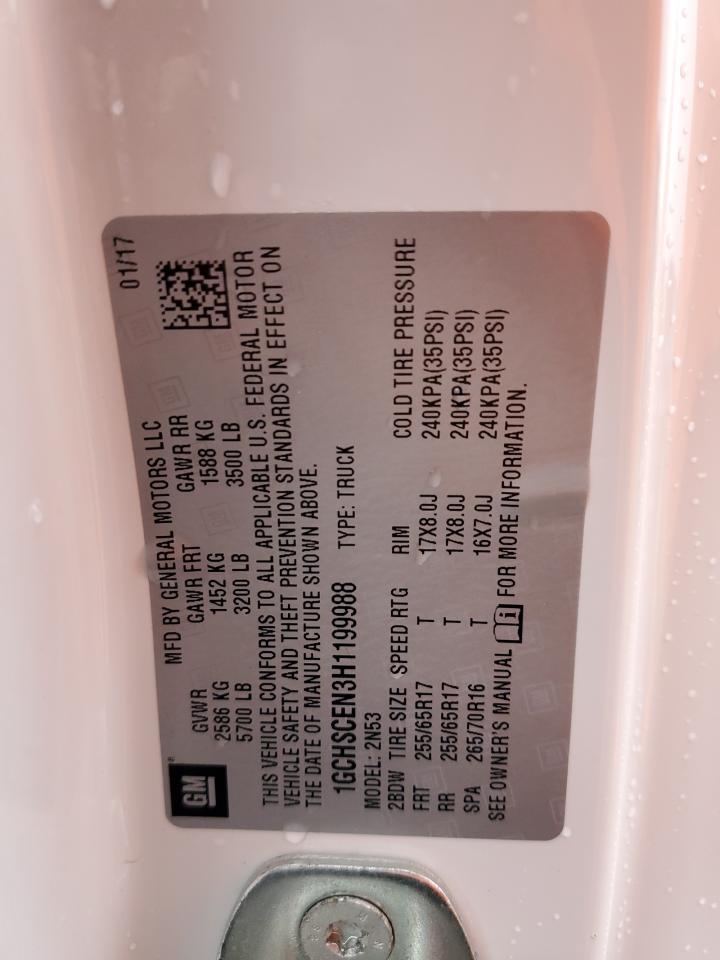 GM
MFD BY GENERAL MOTORS LLC 01/17
GVWR GAWR FRT GAWR RR
2586 KG 1452 KG 1588 KG
5700 LB 3200 LB 3500 LB
THIS VEHICLE CONFORMS TO ALL APPLICABLE U.S. FEDERAL MOTOR
VEHICLE SAFETY AND THEFT PREVENTION STANDARDS IN EFFECT ON
THE DATE OF MANUFACTURE SHOWN ABOVE.
1GCHSCEN3H1199988 TYPE: TRUCK
MODEL: 2N53
2BDW TIRE SIZE SPEED RTG RIM COLD TIRE PRESSURE
FRT 255/65R17 T 17X8.0J 240KPA(35PSI)
RR 255/65R17 T 17X8.0J 240KPA(35PSI)
SPA 265/70R16 T 16X7.0J 240KPA(35PSI)
SEE OWNER'S MANUAL i FOR MORE INFORMATION.